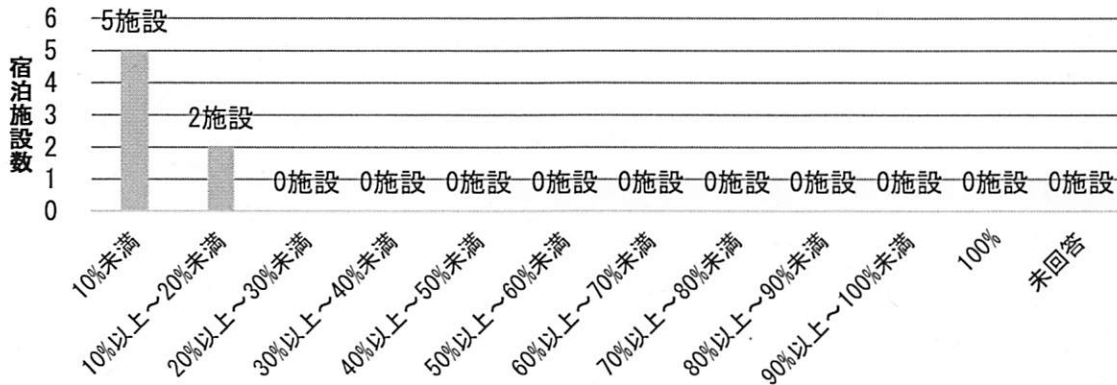 宿泊施設数
6
5
4
3
2
1
0
5施設
2施設
0施設
0施設
0施設
0施設
0施設
0施設
0施設
0施設
0施設
0施設
10%未満
10%以上～20%未満
20%以上～30%未満
30%以上～40%未満
40%以上～50%未満
50%以上～60%未満
60%以上～70%未満
70%以上～80%未満
80%以上～90%未満
90%以上～100%未満
100%
未回答